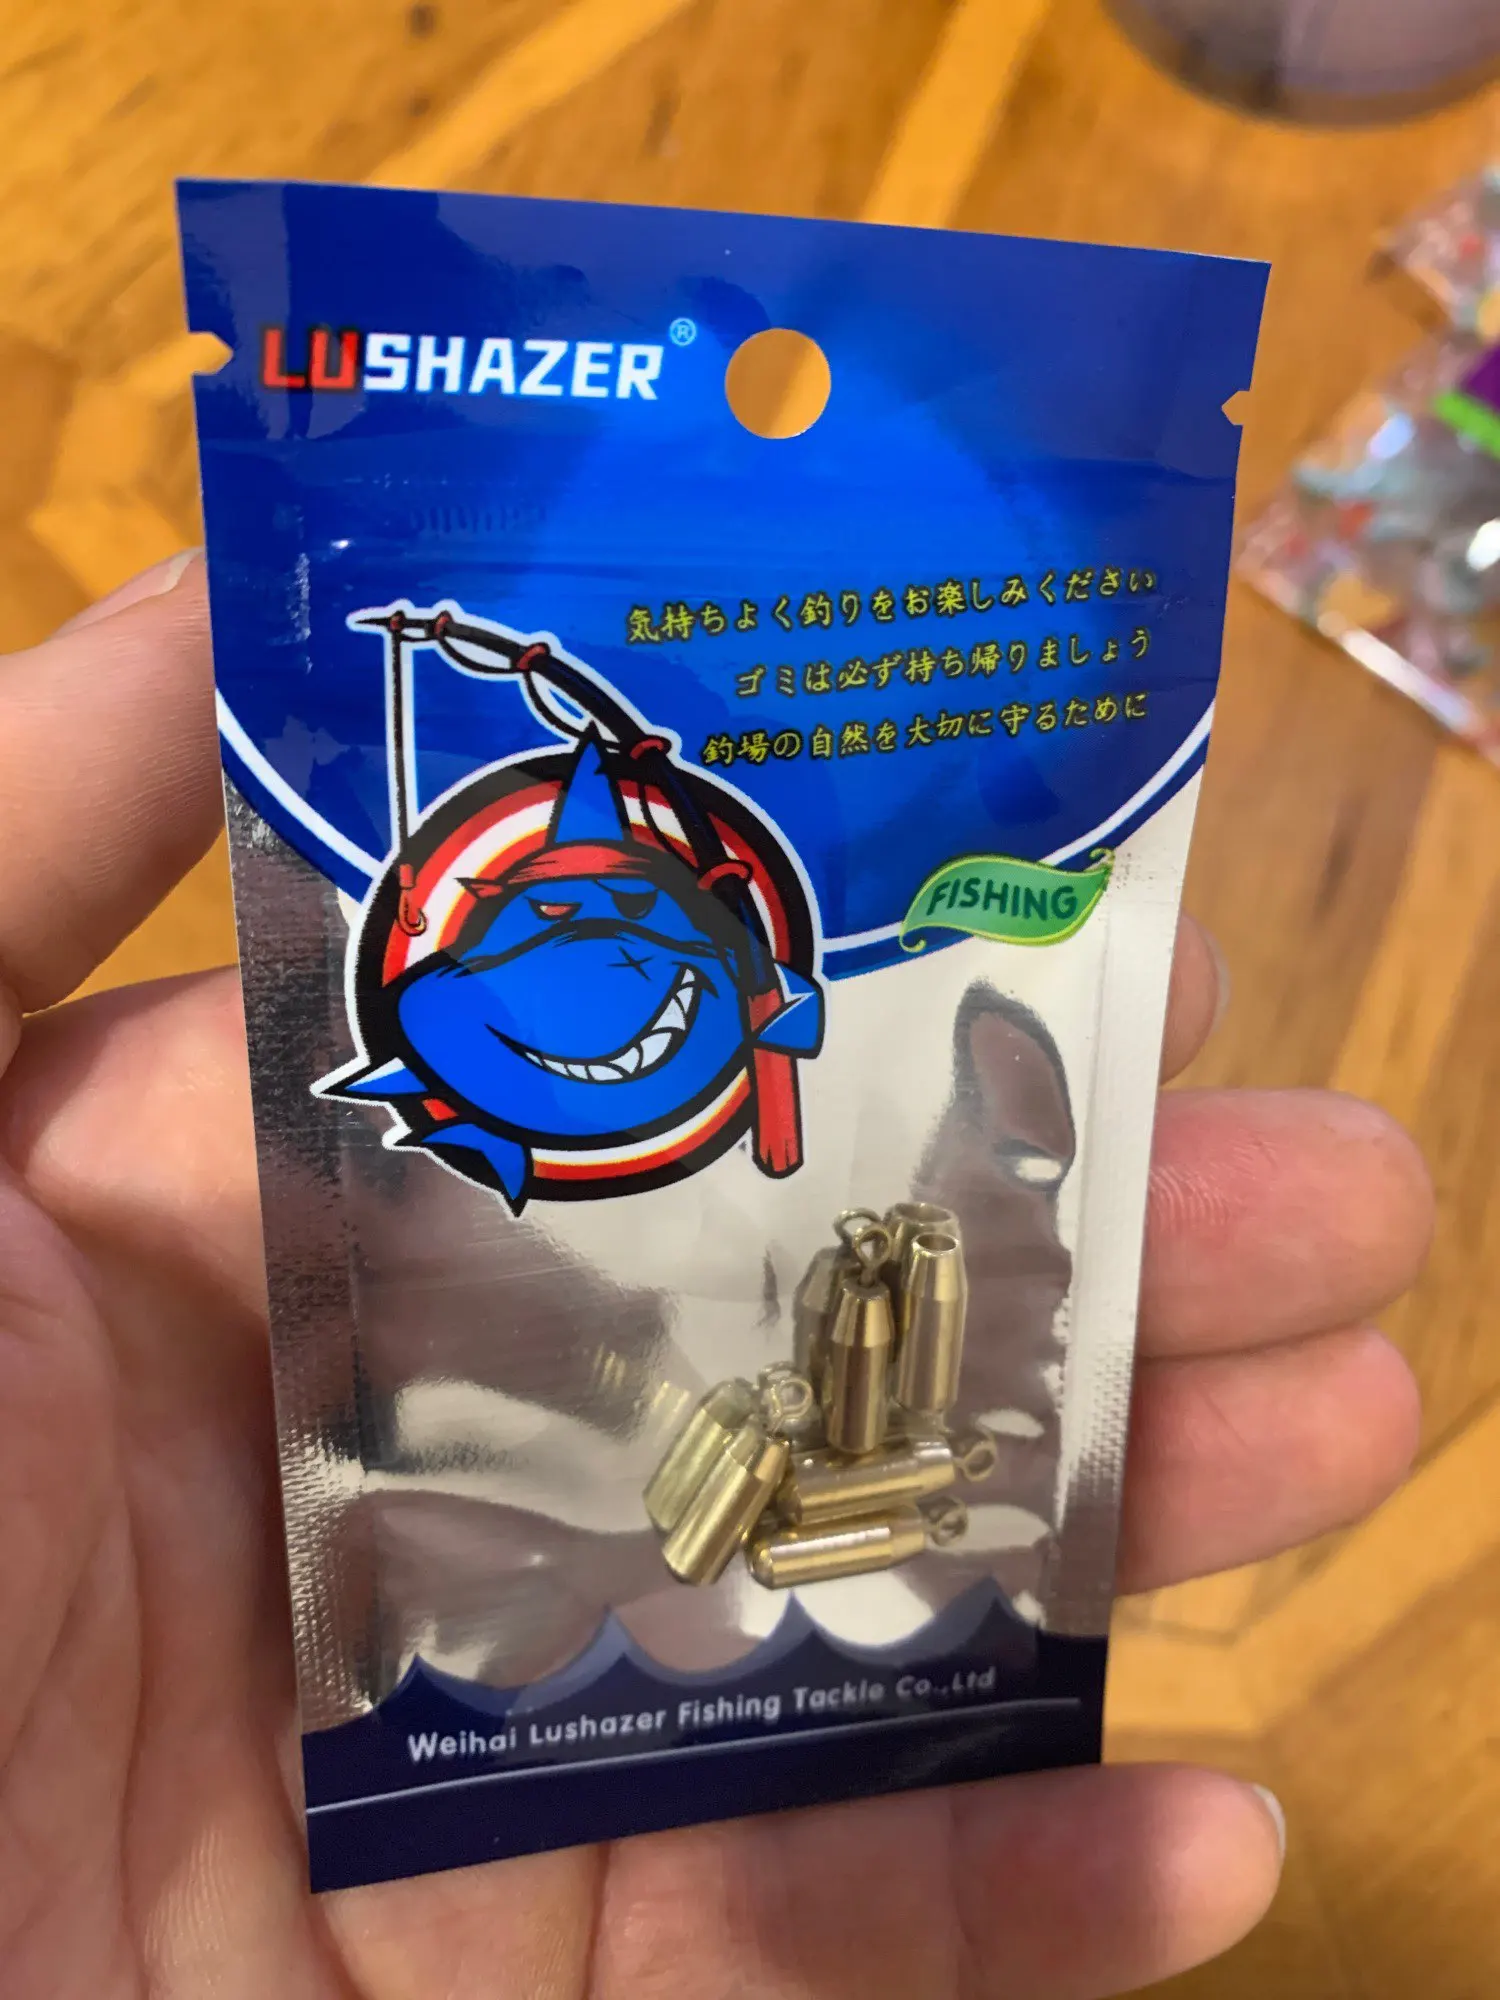 LUSHAZER®
気持ちよく釣りをお楽しみください
ゴミは必ず持ち帰りましょう
釣場の自然を大切に守るために
FISHING
Weihai Lushazer Fishing Tackle Co.,Ltd